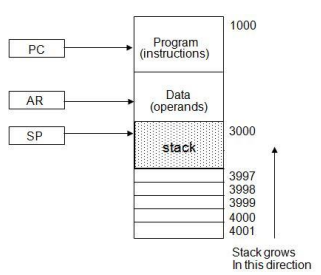 1000
Program
(instructions)
PC
Data
(operands)
AR
SP
3000
stack
3997
3998
3999
4000
4001
Stack grows
In this direction